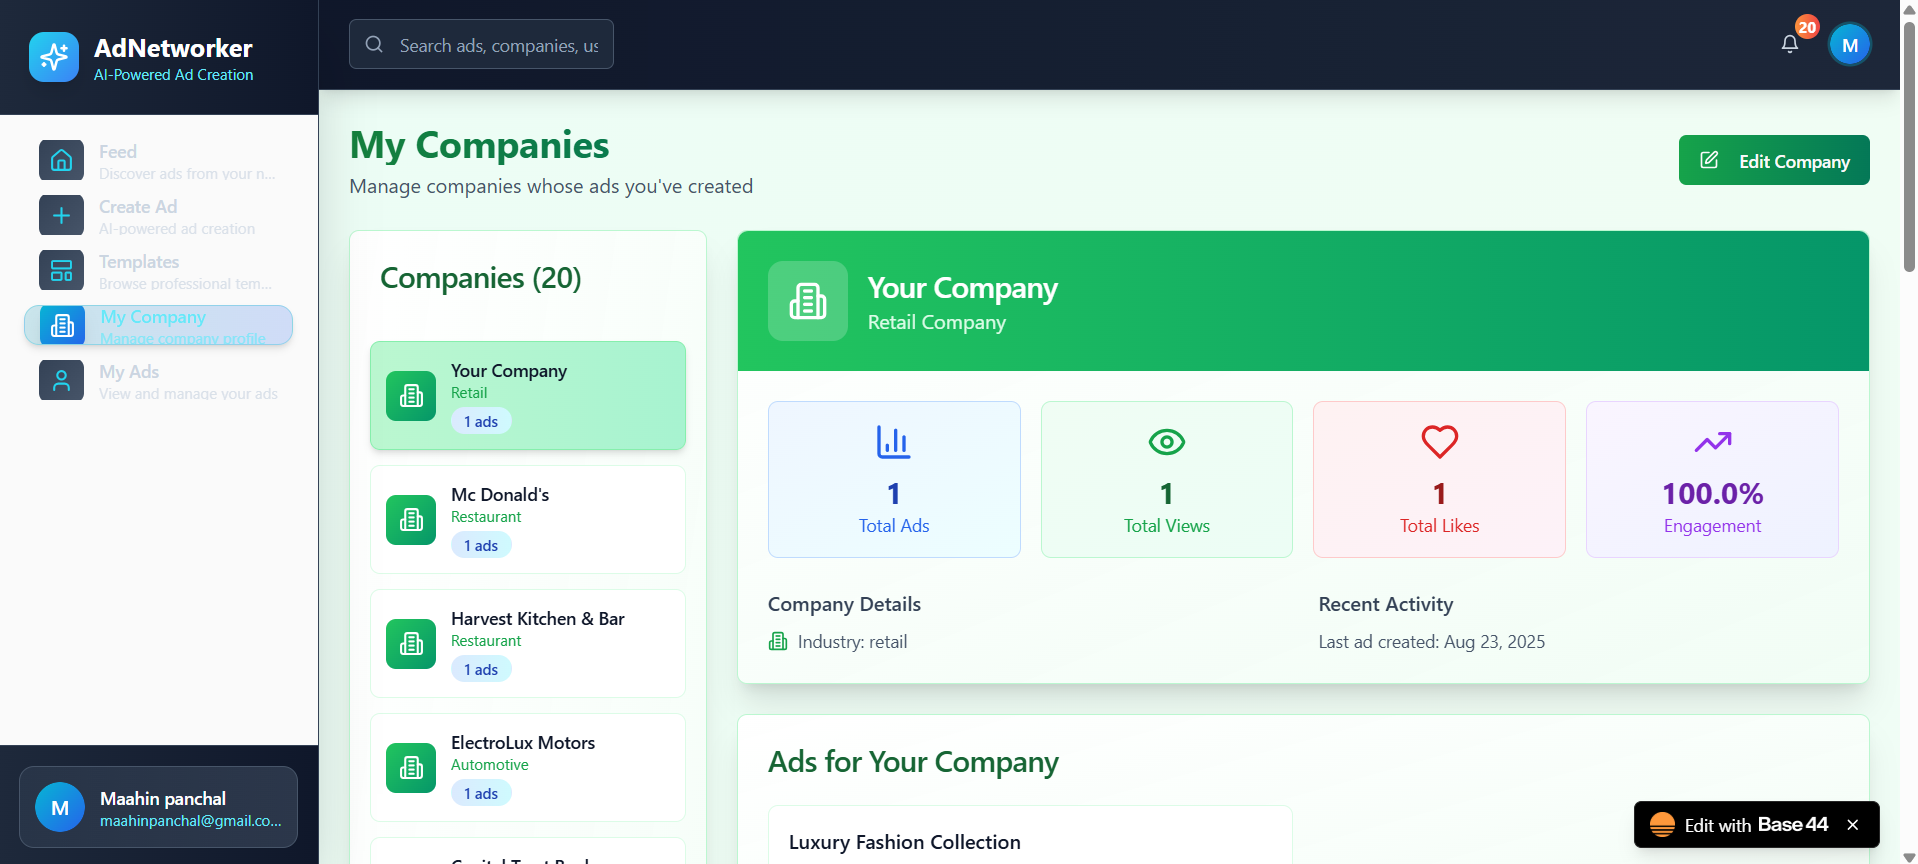 AdNetworker
AI-Powered Ad Creation
Search ads, companies, us
20
M
Feed
Discover ads from your n...
Create Ad
AI-powered ad creation
Templates
Browse professional tem...
My Company
Manage company profile
My Ads
View and manage your ads
M
Maahin panchal
maahinpanchal@gmail.co...
My Companies
Manage companies whose ads you've created
Edit Company
Companies (20)
Your Company
Retail
1 ads
Mc Donald's
Restaurant
1 ads
Harvest Kitchen & Bar
Restaurant
1 ads
ElectroLux Motors
Automotive
1 ads
Your Company
Retail Company
1
Total Ads
1
Total Views
1
Total Likes
100.0%
Engagement
Company Details
Industry: retail
Recent Activity
Last ad created: Aug 23, 2025
Ads for Your Company
Luxury Fashion Collection
Edit with Base 44